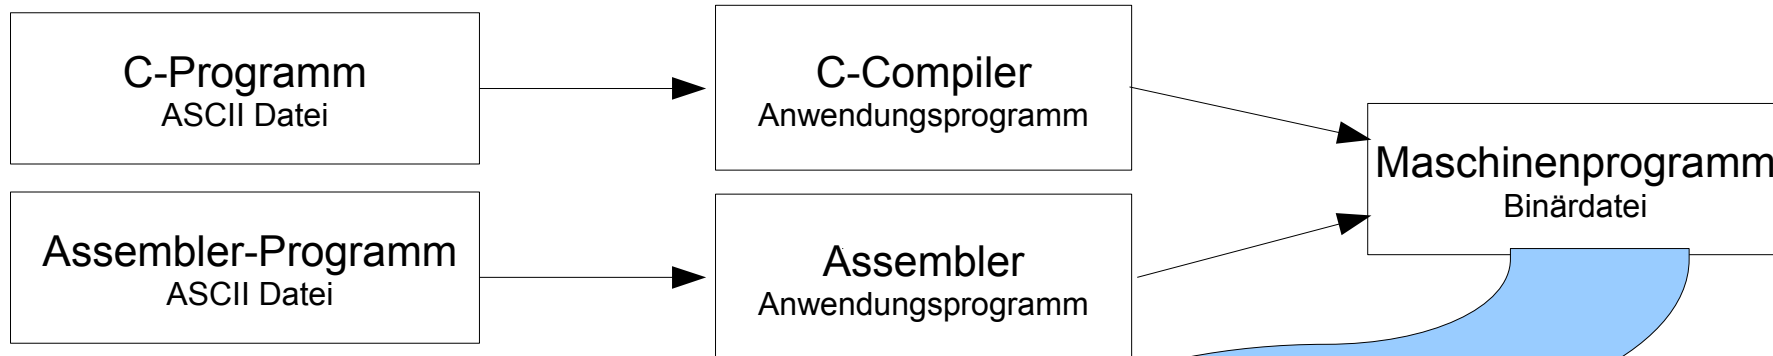 C-Programm
ASCII Datei
C-Compiler
Anwendungsprogramm
Maschinenprogramm
Binärdatei
Assembler-Programm
ASCII Datei
Assembler
Anwendungsprogramm